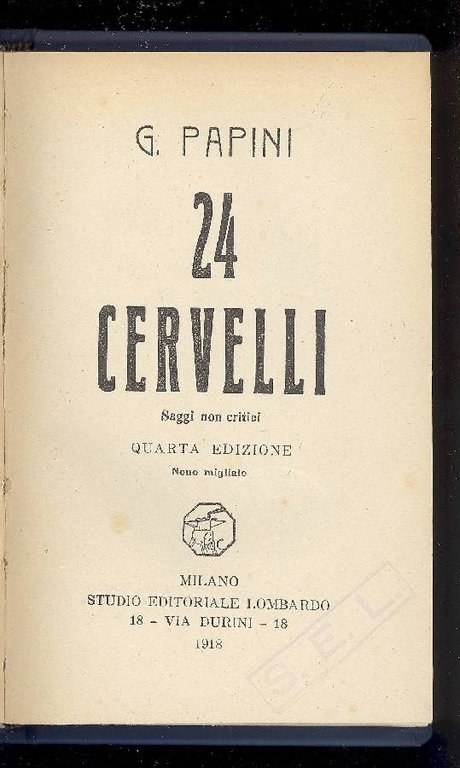 G. PAPINI
24
CERVELLI
Saggi non critici
QUARTA EDIZIONE
Nono migliaio
MILANO
STUDIO EDITORIALE LOMBARDO
18 - VIA DURINI - 18
1918
S. E. L.